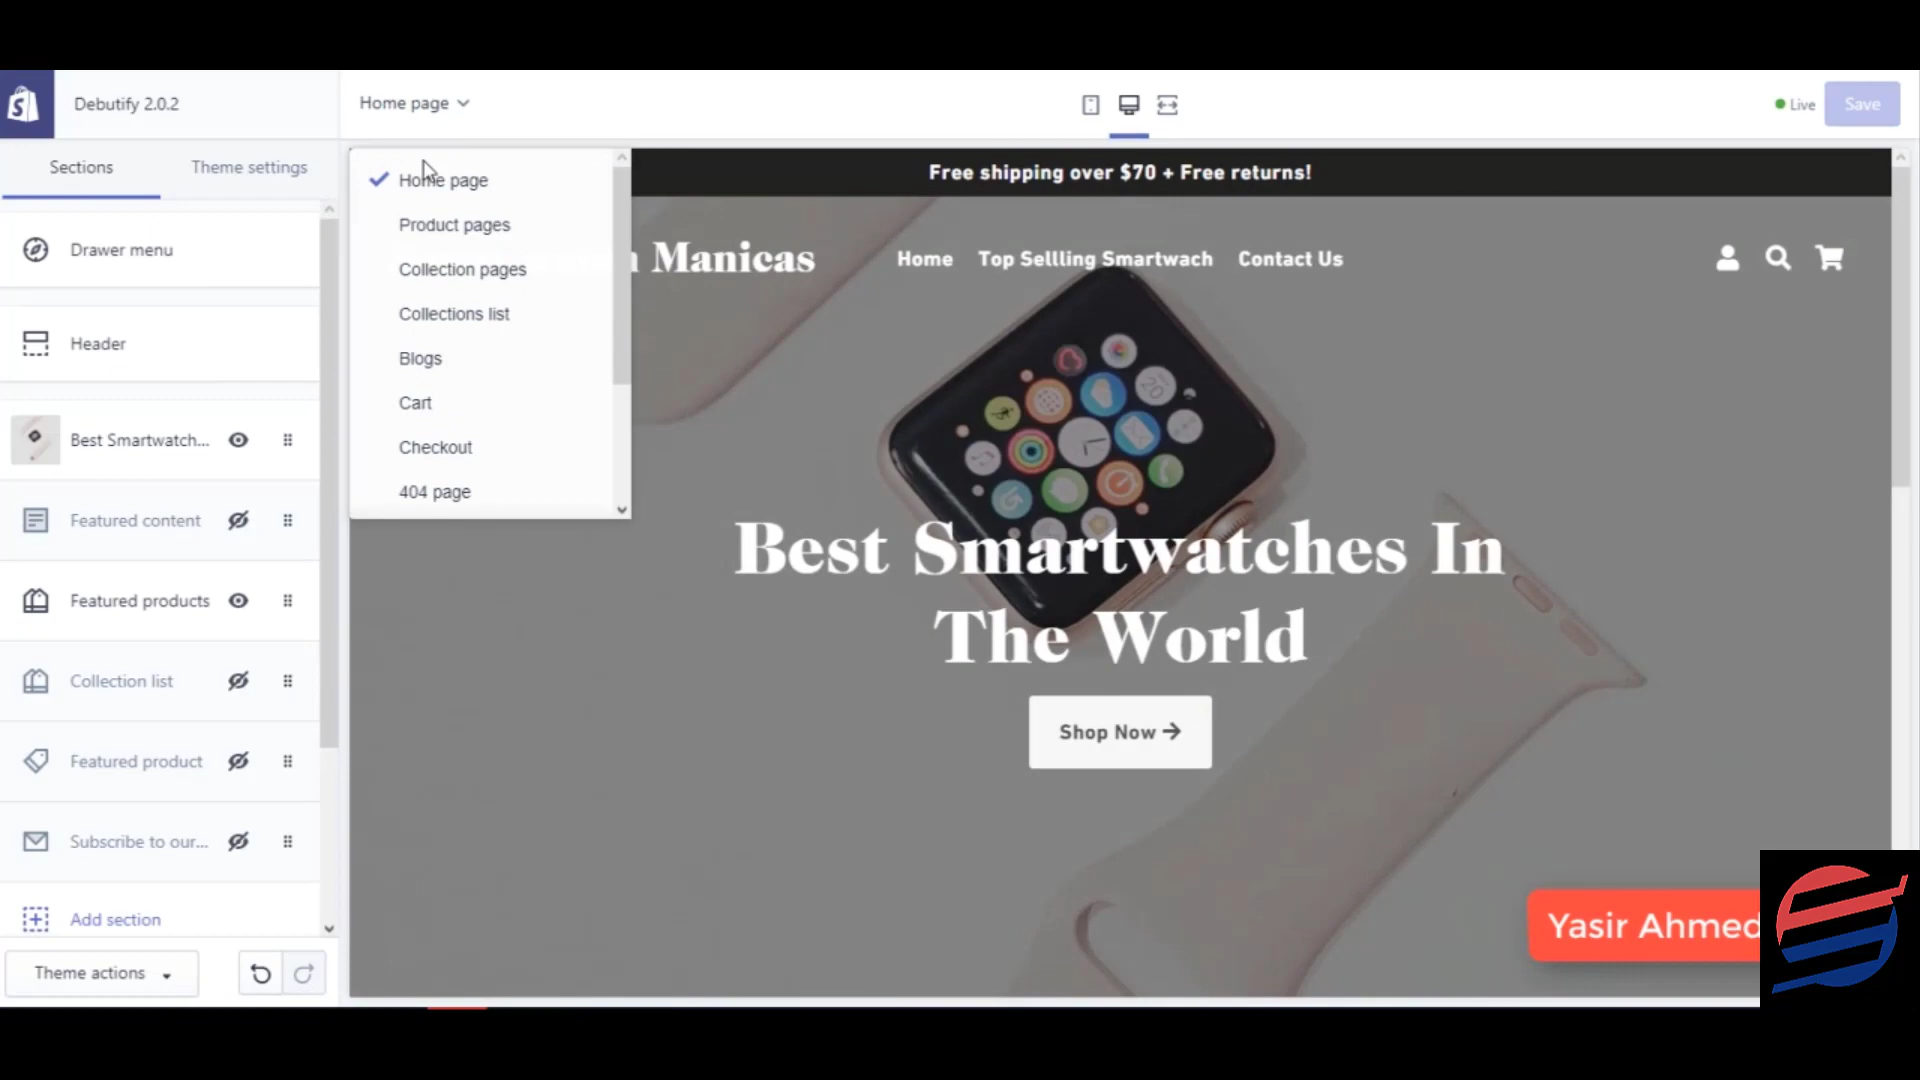 Debutify 2.0.2
Home page
Live
Save
Sections
Theme settings
Drawer menu
Header
Best Smartwatch...
Featured content
Featured products
Collection list
Featured product
Subscribe to our...
Add section
Theme actions
Home page
Product pages
Collection pages
Collections list
Blogs
Cart
Checkout
404 page
Free shipping over $70 + Free returns!
Manicas
Home
Top Sellling Smartwach
Contact Us
Best Smartwatches In
The World
Shop Now
Yasir Ahmed